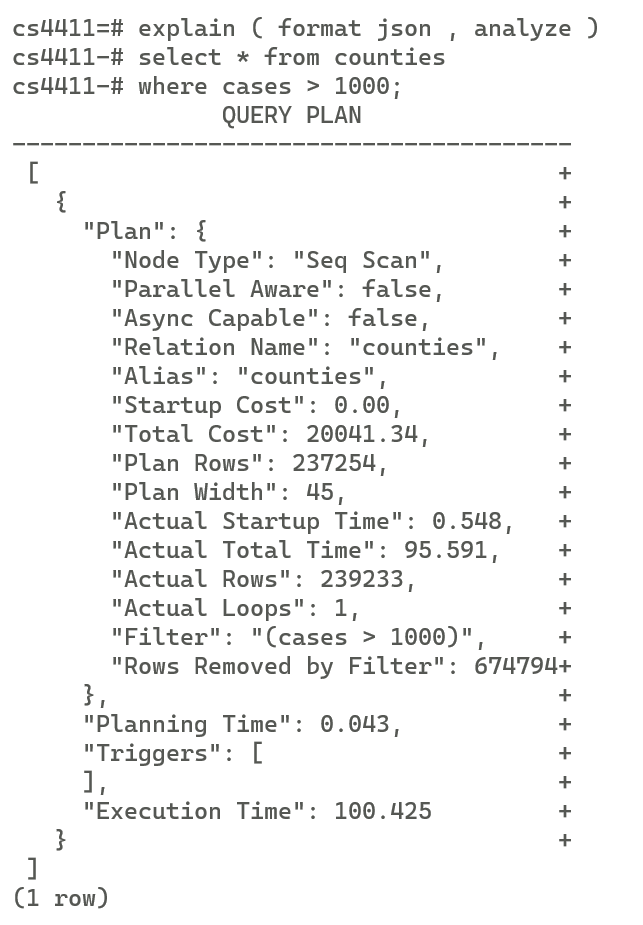 cs4411=# explain ( format json , analyze )
cs4411-# select * from counties
cs4411-# where cases > 1000;
               QUERY PLAN
----------------------------------------
 [                                     +
   {                                   +
     "Plan": {                         +
       "Node Type": "Seq Scan",        +
       "Parallel Aware": false,        +
       "Async Capable": false,         +
       "Relation Name": "counties",    +
       "Alias": "counties",            +
       "Startup Cost": 0.00,           +
       "Total Cost": 20041.34,         +
       "Plan Rows": 237254,            +
       "Plan Width": 45,               +
       "Actual Startup Time": 0.548,   +
       "Actual Total Time": 95.591,    +
       "Actual Rows": 239233,          +
       "Actual Loops": 1,              +
       "Filter": "(cases > 1000)",     +
       "Rows Removed by Filter": 674794+
     },                                +
     "Planning Time": 0.043,           +
     "Triggers": [                     +
     ],                                +
     "Execution Time": 100.425         +
   }                                   +
 ]
(1 row)